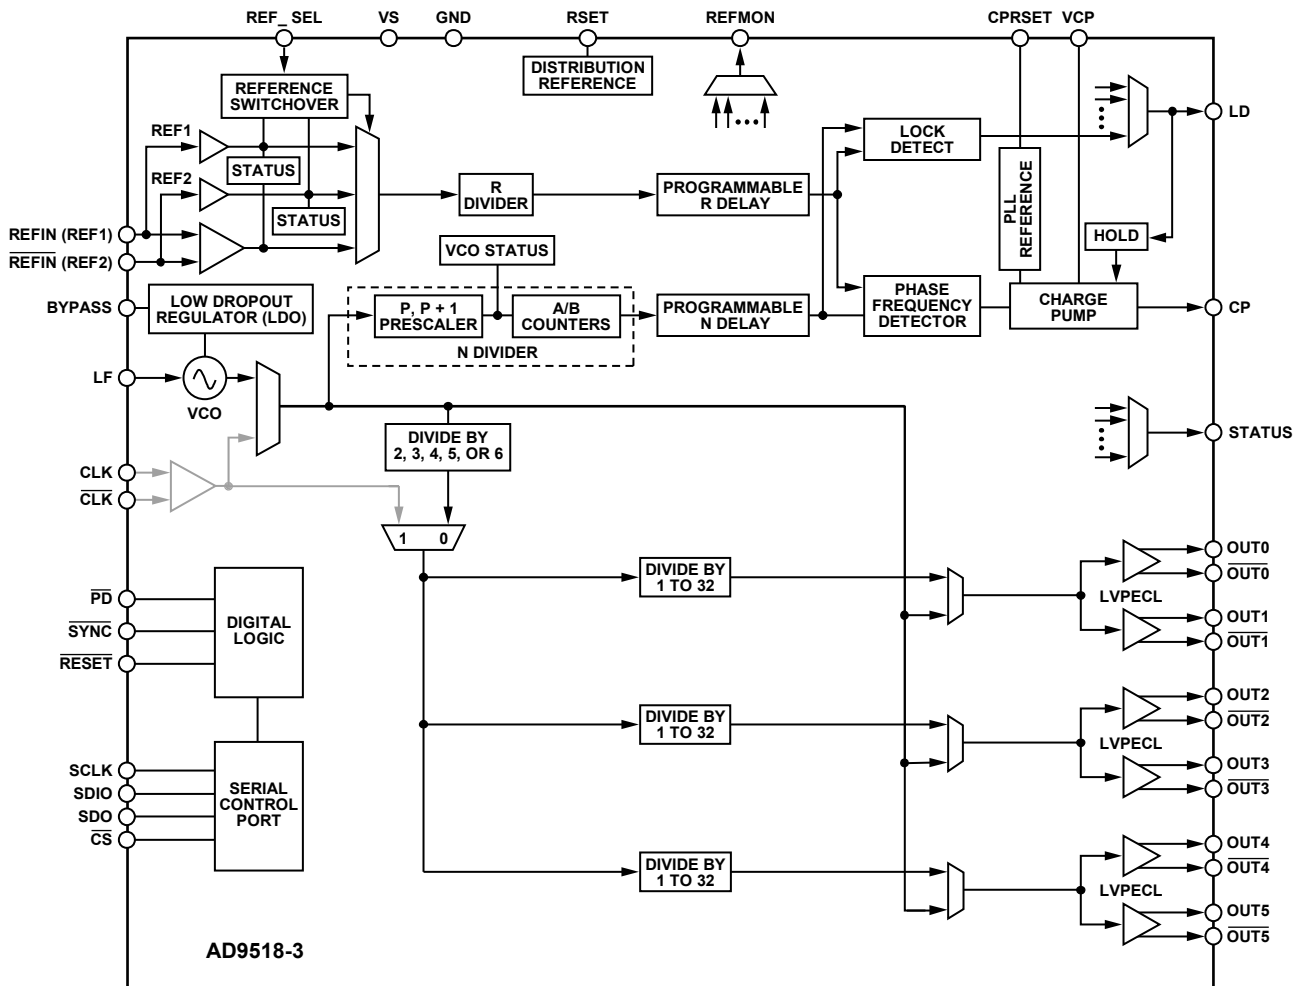 REF_ SEL
VS
GND
RSET
REFMON
CPRSET
VCP
DISTRIBUTION
REFERENCE
REFERENCE
SWITCHOVER
REF1
STATUS
REF2
STATUS
REFIN (REF1)
REFIN (REF2)
BYPASS
LF
R
DIVIDER
PROGRAMMABLE
R DELAY
LOCK
DETECT
LD
PLL
REFERENCE
HOLD
VCO STATUS
LOW DROPOUT
REGULATOR (LDO)
P, P + 1
PRESCALER
A/B
COUNTERS
N DIVIDER
PROGRAMMABLE
N DELAY
PHASE
FREQUENCY
DETECTOR
CHARGE
PUMP
CP
VCO
STATUS
CLK
CLK
DIVIDE BY
2, 3, 4, 5, OR 6
1 0
PD
SYNC
RESET
DIGITAL
LOGIC
SCLK
SDIO
SDO
CS
SERIAL
CONTROL
PORT
DIVIDE BY
1 TO 32
LVPECL
OUT0
OUT0
OUT1
OUT1
DIVIDE BY
1 TO 32
LVPECL
OUT2
OUT2
OUT3
OUT3
DIVIDE BY
1 TO 32
LVPECL
OUT4
OUT4
OUT5
OUT5
AD9518-3